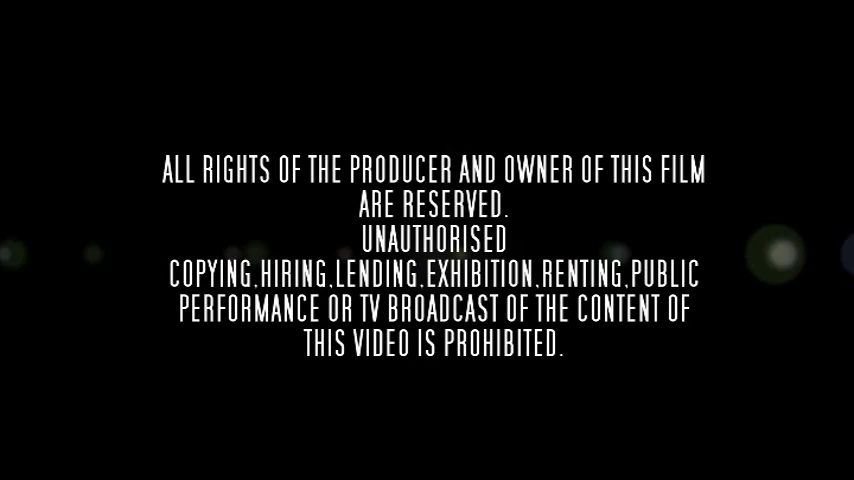 ALL RIGHTS OF THE PRODUCER AND OWNER OF THIS FILM
ARE RESERVED.
UNAUTHORISED
COPYING,HIRING,LENDING,EXHIBITION,RENTING,PUBLIC
PERFORMANCE OR TV BROADCAST OF THE CONTENT OF
THIS VIDEO IS PROHIBITED.